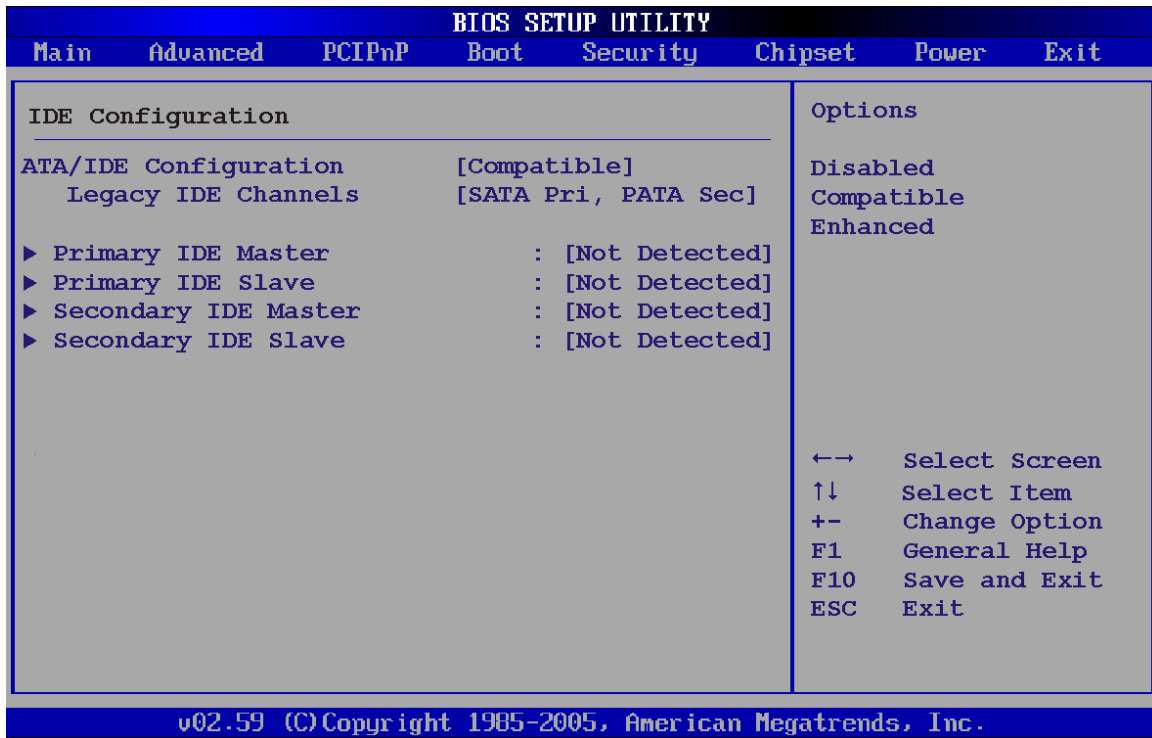 BIOS SETUP UTILITY
Main Advanced PCIPnP Boot Security Chipset Power Exit
IDE Configuration
ATA/IDE Configuration [Compatible]
Legacy IDE Channels [SATA Pri, PATA Sec]
▶ Primary IDE Master : [Not Detected]
▶ Primary IDE Slave : [Not Detected]
▶ Secondary IDE Master : [Not Detected]
▶ Secondary IDE Slave : [Not Detected]
Options
Disabled
Compatible
Enhanced
←→ Select Screen
↑↓ Select Item
+- Change Option
F1 General Help
F10 Save and Exit
ESC Exit
v02.59 (C)Copyright 1985-2005, American Megatrends, Inc.